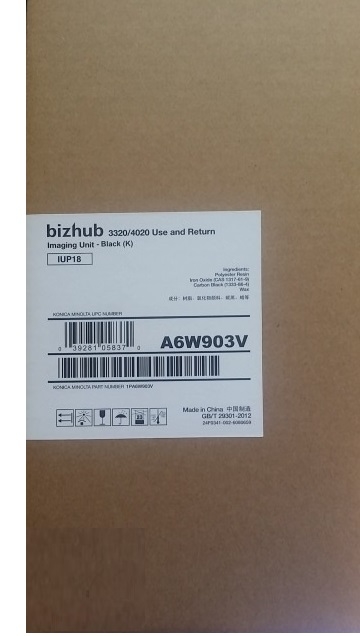 bizhub 3320/4020 Use and Return
Imaging Unit - Black (K)
IUP18
Ingredients:
Polyester Resin
Iron Oxide (CAS 1317-61-9)
Carbon Black (1333-86-4)
Wax
KONICA MINOLTA UPC NUMBER
0 39281 05837 0
A6W903V
KONICA MINOLTA PART NUMBER 1PA6W903V
Made in China 中国制造
GB/T 29301-2012